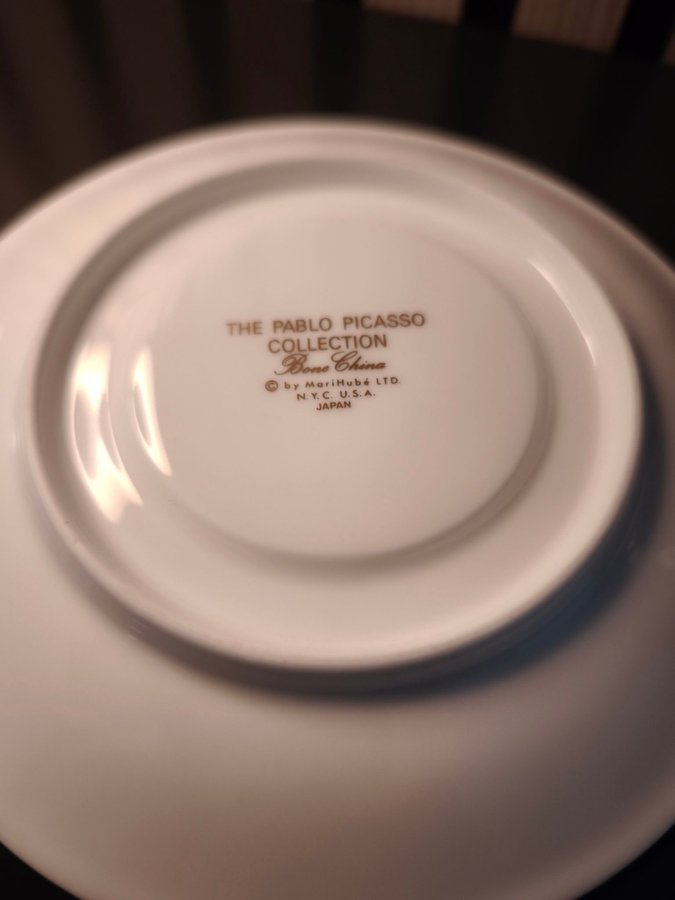 THE PABLO PICASSO
COLLECTION
Bone China
© by MariHubé LTD.
N.Y.C. U.S.A.
JAPAN